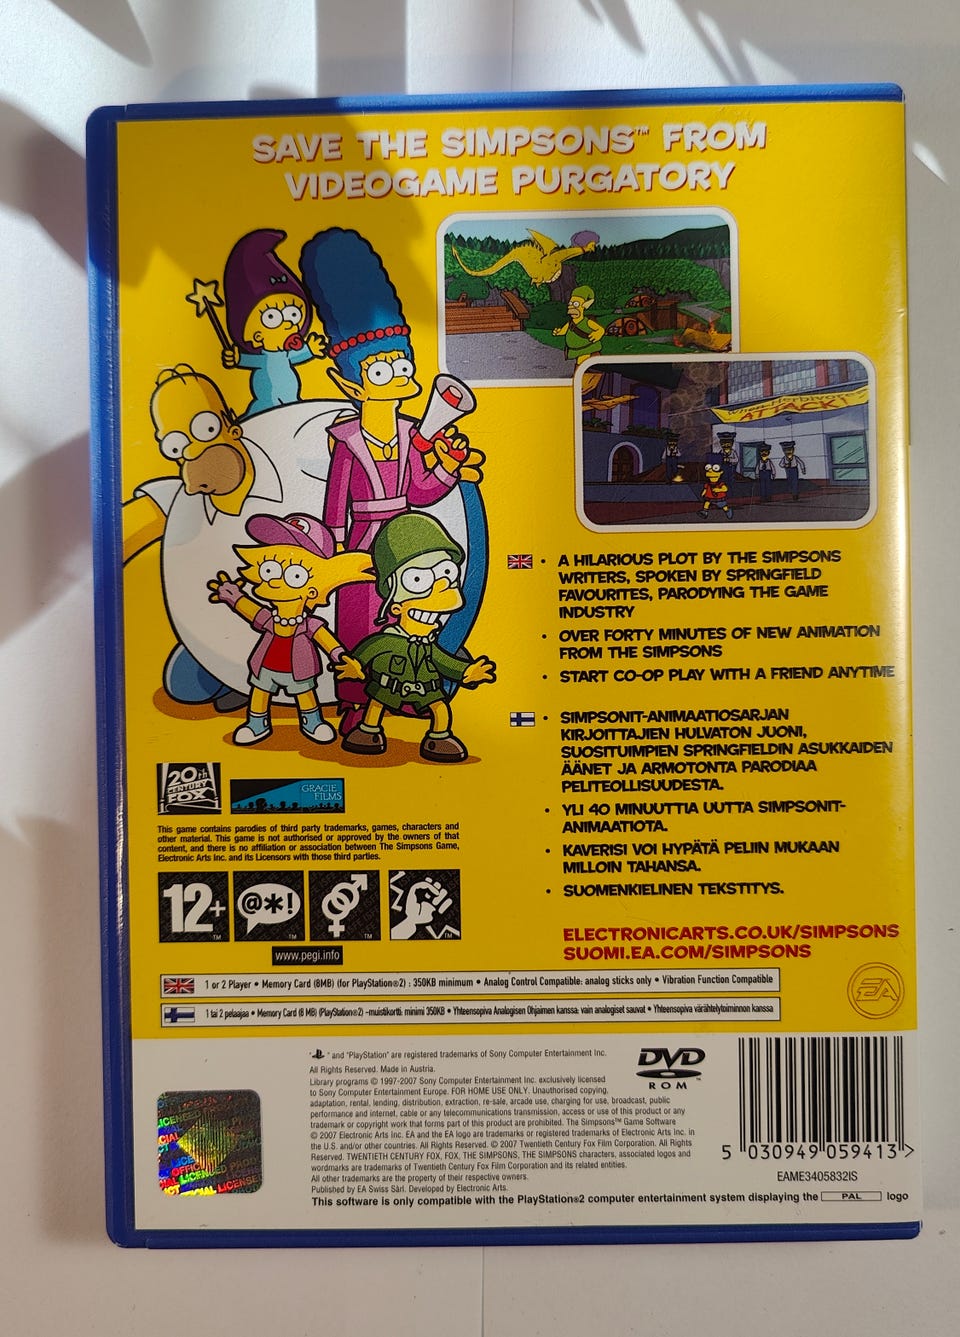 SAVE THE SIMPSONS™ FROM
VIDEOGAME PURGATORY
When Herbivores
ATTACK!
• A HILARIOUS PLOT BY THE SIMPSONS
WRITERS, SPOKEN BY SPRINGFIELD
FAVOURITES, PARODYING THE GAME
INDUSTRY
• OVER FORTY MINUTES OF NEW ANIMATION
FROM THE SIMPSONS
• START CO-OP PLAY WITH A FRIEND ANYTIME
• SIMPSONIT-ANIMAATIOSARJAN
KIRJOITTAJIEN HULVATON JUONI,
SUOSITUIMPIEN SPRINGFIELDIN ASUKKAIDEN
ÄÄNET JA ARMOTONTA PARODIAA
PELITEOLLISUUDESTA.
• YLI 40 MINUUTTIA UUTTA SIMPSONIT-
ANIMAATIOTA.
• KAVERISI VOI HYPÄTÄ PELIIN MUKAAN
MILLOIN TAHANSA.
• SUOMENKIELINEN TEKSTITYS.
20th
CENTURY
FOX
GRACIE
FILMS
This game contains parodies of third party trademarks, games, characters and
other material. This game is not authorised or approved by the owners of that
content, and there is no affiliation or association between The Simpsons Game,
Electronic Arts Inc. and its Licensors with those third parties.
12+ ™
@*! ™
™
™
www.pegi.info
ELECTRONICARTS.CO.UK/SIMPSONS
SUOMI.EA.COM/SIMPSONS
EA
1 or 2 Player • Memory Card (8MB) (for PlayStation®2) : 350KB minimum • Analog Control Compatible: analog sticks only • Vibration Function Compatible
1 tai 2 pelaajaa • Memory Card (8 MB) (PlayStation®2) -muistikortti: minimi 350KB • Yhteensopiva Analogisen Ohjaimen kanssa: vain analogiset sauvat • Yhteensopiva värähtelytoiminnon kanssa
" " and "PlayStation" are registered trademarks of Sony Computer Entertainment Inc.
All Rights Reserved. Made in Austria.
Library programs © 1997-2007 Sony Computer Entertainment Inc. exclusively licensed
to Sony Computer Entertainment Europe. FOR HOME USE ONLY. Unauthorised copying,
adaptation, rental, lending, distribution, extraction, re-sale, arcade use, charging for use, broadcast, public
performance and internet, cable or any telecommunications transmission, access or use of this product or any
trademark or copyright work that forms part of this product are prohibited. The Simpsons™ Game Software
© 2007 Electronic Arts Inc. EA and the EA logo are trademarks or registered trademarks of Electronic Arts Inc. in
the U.S. and/or other countries. All Rights Reserved. © 2007 Twentieth Century Fox Film Corporation. All Rights
Reserved. TWENTIETH CENTURY FOX, FOX, THE SIMPSONS, THE SIMPSONS characters, associated logos and
wordmarks are trademarks of Twentieth Century Fox Film Corporation and its related entities.
All other trademarks are the property of their respective owners.
Published by EA Swiss Sàrl. Developed by Electronic Arts.
This software is only compatible with the PlayStation®2 computer entertainment system displaying the PAL logo
DVD
ROM ™
5 030949 059413 >
EAME3405832IS